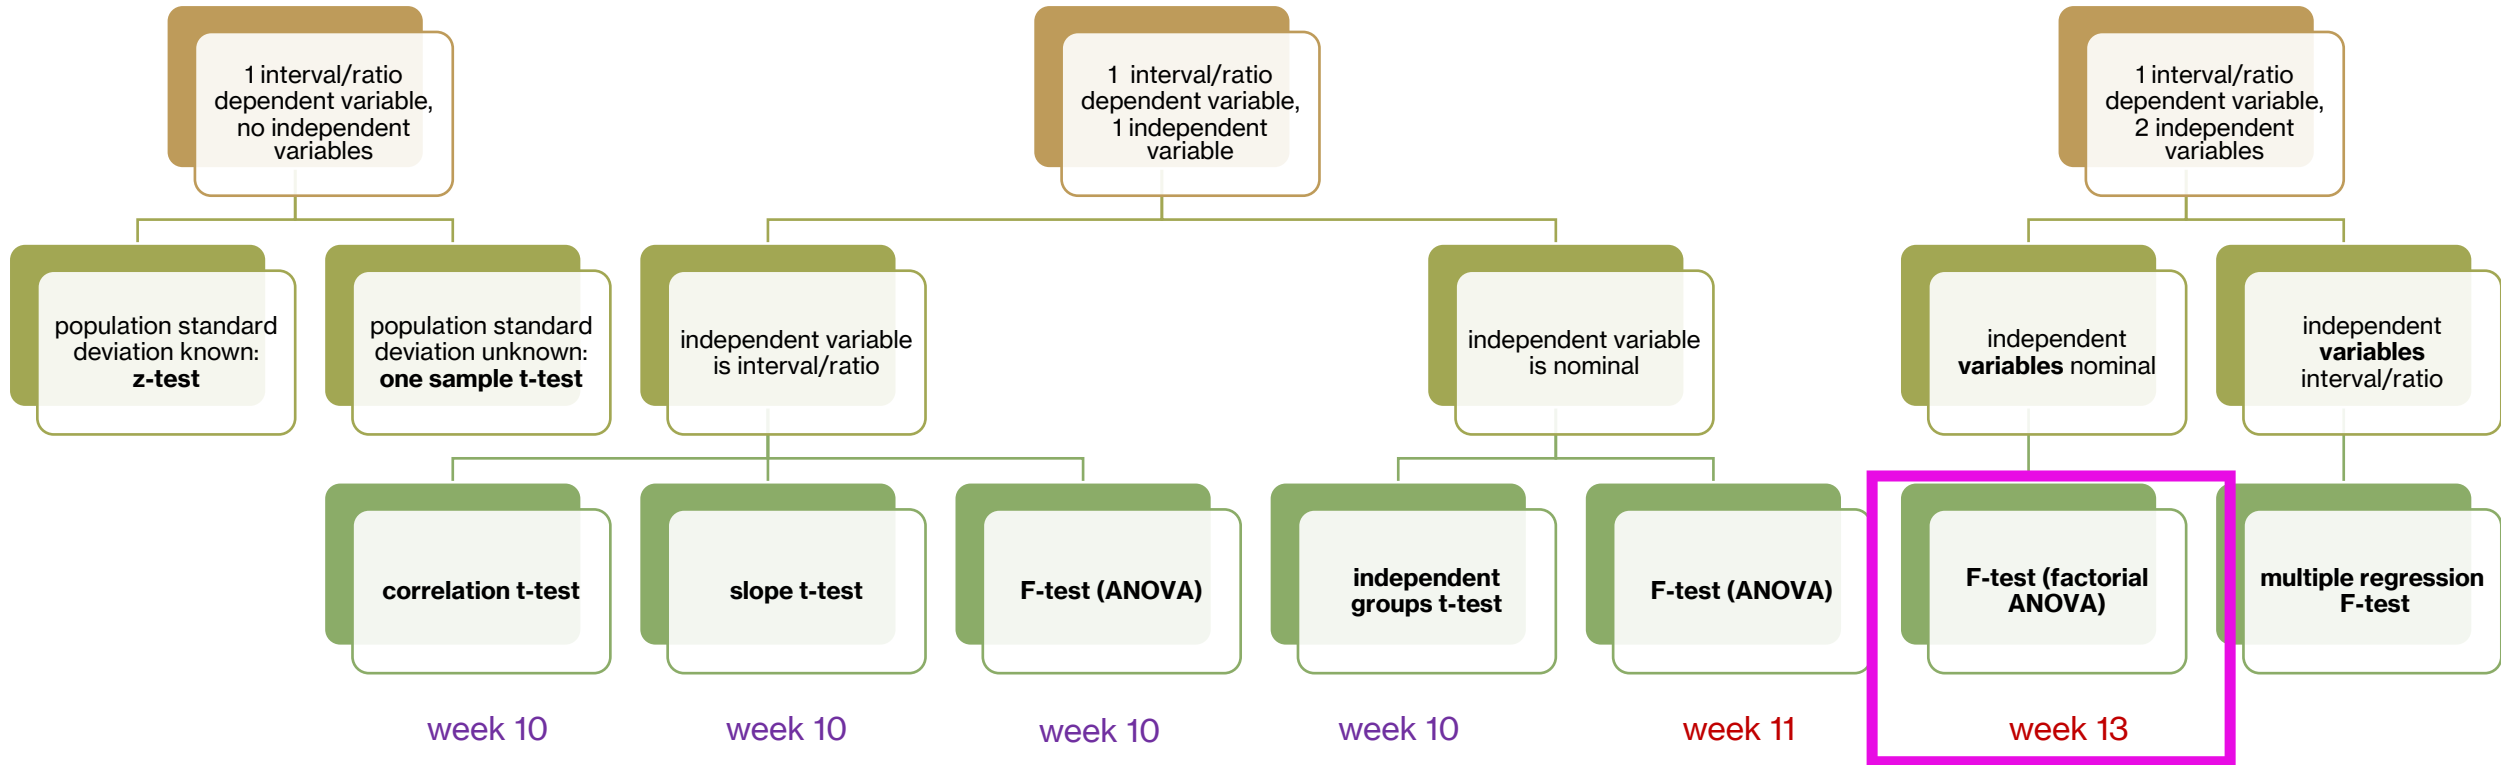 1 interval/ratio
dependent variable,
no independent
variables
1 interval/ratio
dependent variable,
1 independent
variable
1 interval/ratio
dependent variable,
2 independent
variables
population standard
deviation known:
z-test
population standard
deviation unknown:
one sample t-test
independent variable
is interval/ratio
independent variable
is nominal
independent
variables nominal
independent
variables
interval/ratio
correlation t-test
slope t-test
F-test (ANOVA)
independent
groups t-test
F-test (ANOVA)
F-test (factorial
ANOVA)
multiple regression
F-test
week 10
week 10
week 10
week 10
week 11
week 13